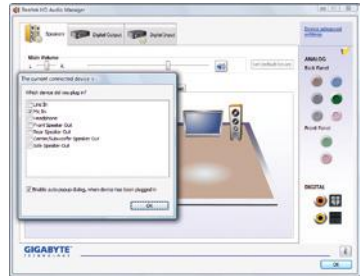 Realtek HD Audio Manager
Speakers
Digital Output
Digital Input
Device advanced
settings
Main Volume
L
R
Set Default Device
ANALOG
Back Panel
The current connected device is :
Which device did you plug in?
Line In
Mic In
Headphone
Front Speaker Out
Rear Speaker Out
Center/Subwoofer Speaker Out
Side Speaker Out
Front Panel
Enable auto popup dialog, when device has been plugged in
OK
DIGITAL
GIGABYTE
TECHNOLOGY
i
OK